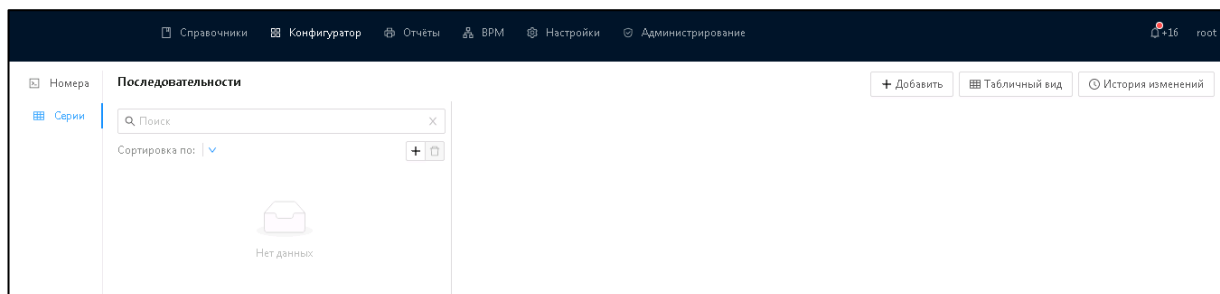 Справочники Конфигуратор Отчёты BPM Настройки Администрирование +16 root
Номера Последовательности + Добавить Табличный вид История изменений
Серии
Поиск
Сортировка по:
Нет данных